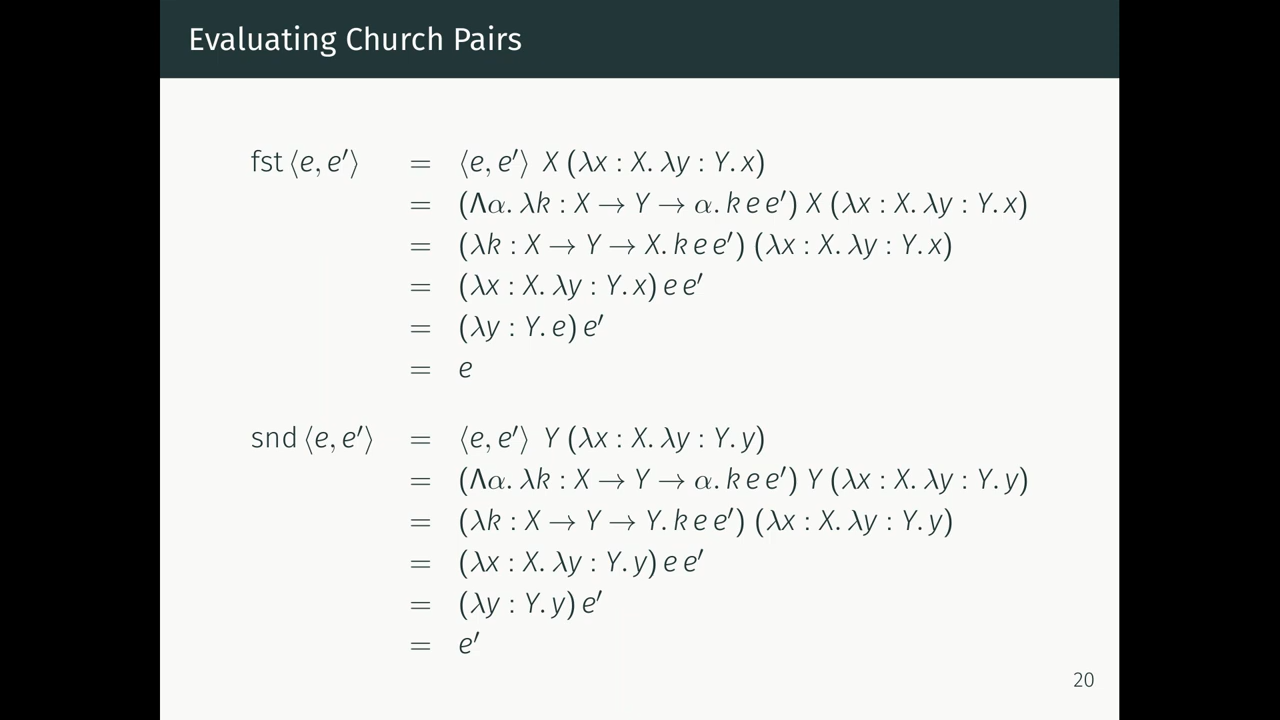 Evaluating Church Pairs
fst ⟨e, e′⟩ = ⟨e, e′⟩ X (λx : X. λy : Y. x)
= (Λα. λk : X → Y → α. k e e′) X (λx : X. λy : Y. x)
= (λk : X → Y → X. k e e′) (λx : X. λy : Y. x)
= (λx : X. λy : Y. x) e e′
= (λy : Y. e) e′
= e
snd ⟨e, e′⟩ = ⟨e, e′⟩ Y (λx : X. λy : Y. y)
= (Λα. λk : X → Y → α. k e e′) Y (λx : X. λy : Y. y)
= (λk : X → Y → Y. k e e′) (λx : X. λy : Y. y)
= (λx : X. λy : Y. y) e e′
= (λy : Y. y) e′
= e′
20